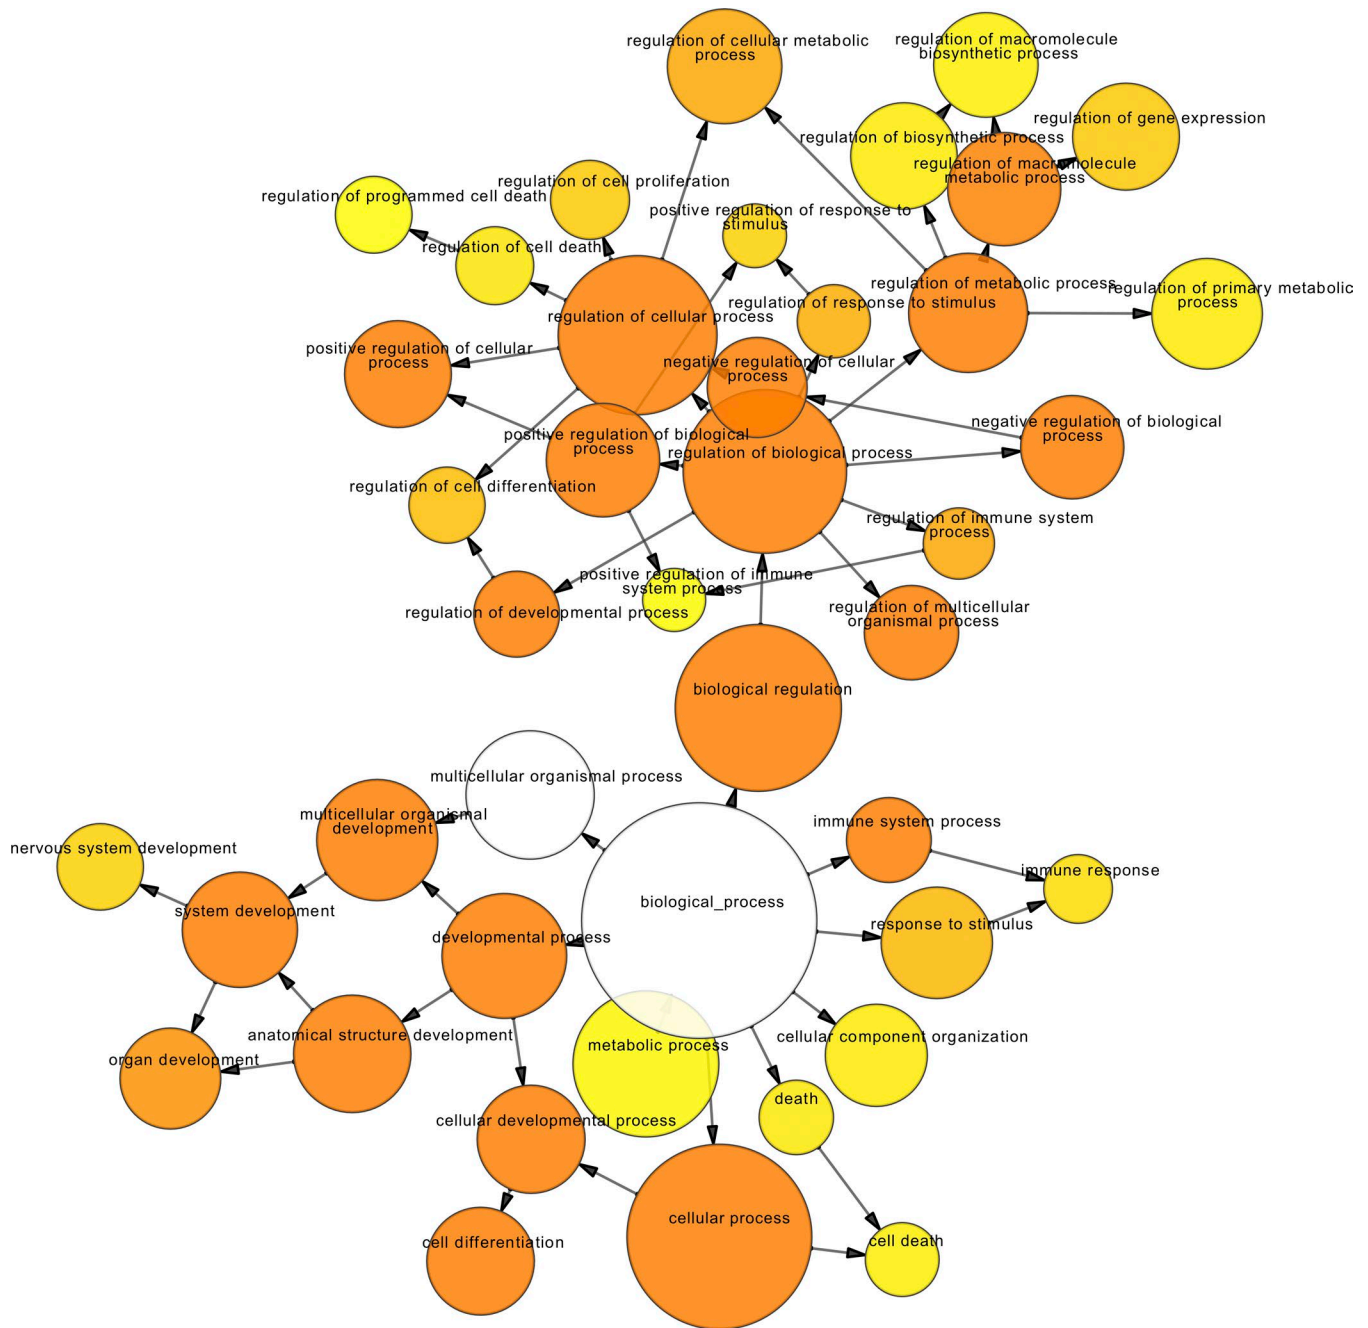 regulation of cellular metabolic
process
regulation of macromolecule
biosynthetic process
regulation of gene expression
regulation of biosynthetic process
regulation of macromolecule
metabolic process
regulation of cell proliferation
regulation of programmed cell death
positive regulation of response to
stimulus
regulation of cell death
regulation of metabolic process
regulation of primary metabolic
process
regulation of response to stimulus
regulation of cellular process
positive regulation of cellular
process
negative regulation of cellular
process
negative regulation of biological
process
positive regulation of biological
process
regulation of biological process
regulation of cell differentiation
regulation of immune system
process
positive regulation of immune
system process
regulation of developmental process
regulation of multicellular
organismal process
biological regulation
multicellular organismal process
multicellular organismal
development
immune system process
nervous system development
immune response
biological_process
system development
response to stimulus
developmental process
anatomical structure development
cellular component organization
metabolic process
organ development
death
cellular developmental process
cellular process
cell differentiation
cell death